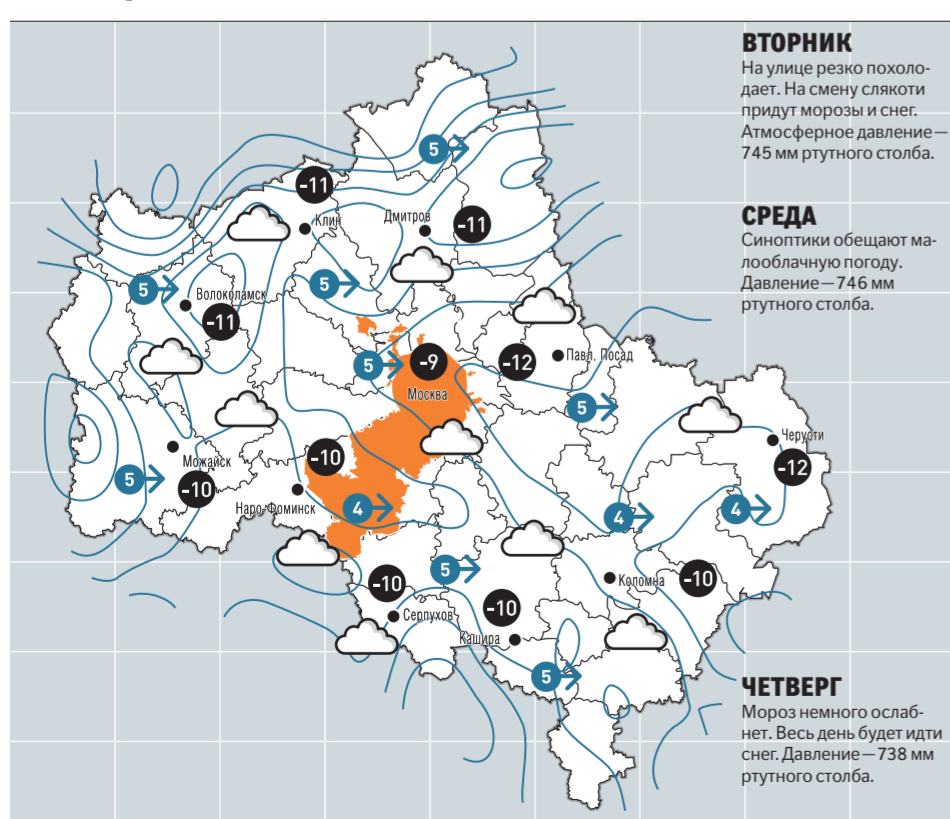 ВТОРНИК
На улице резко похоло-
дает. На смену слякоти
придут морозы и снег.
Атмосферное давление—
745 мм ртутного столба.
СРЕДА
Синоптики обещают ма-
лооблачную погоду.
Давление—746 мм
ртутного столба.
5
-11
Клин
Дмитров
-11
5
5
Волоколамск
-11
5
-9
-12
Павл. Посад
Москва
5
Черусти
-10
Можайск
-12
5
-10
Наро-Фоминск
4
4
4
5
-10
Коломна
-10
-10
Серпухов
Кашира
5
ЧЕТВЕРГ
Мороз немного ослаб-
нет. Весь день будет идти
снег. Давление—738 мм
ртутного столба.